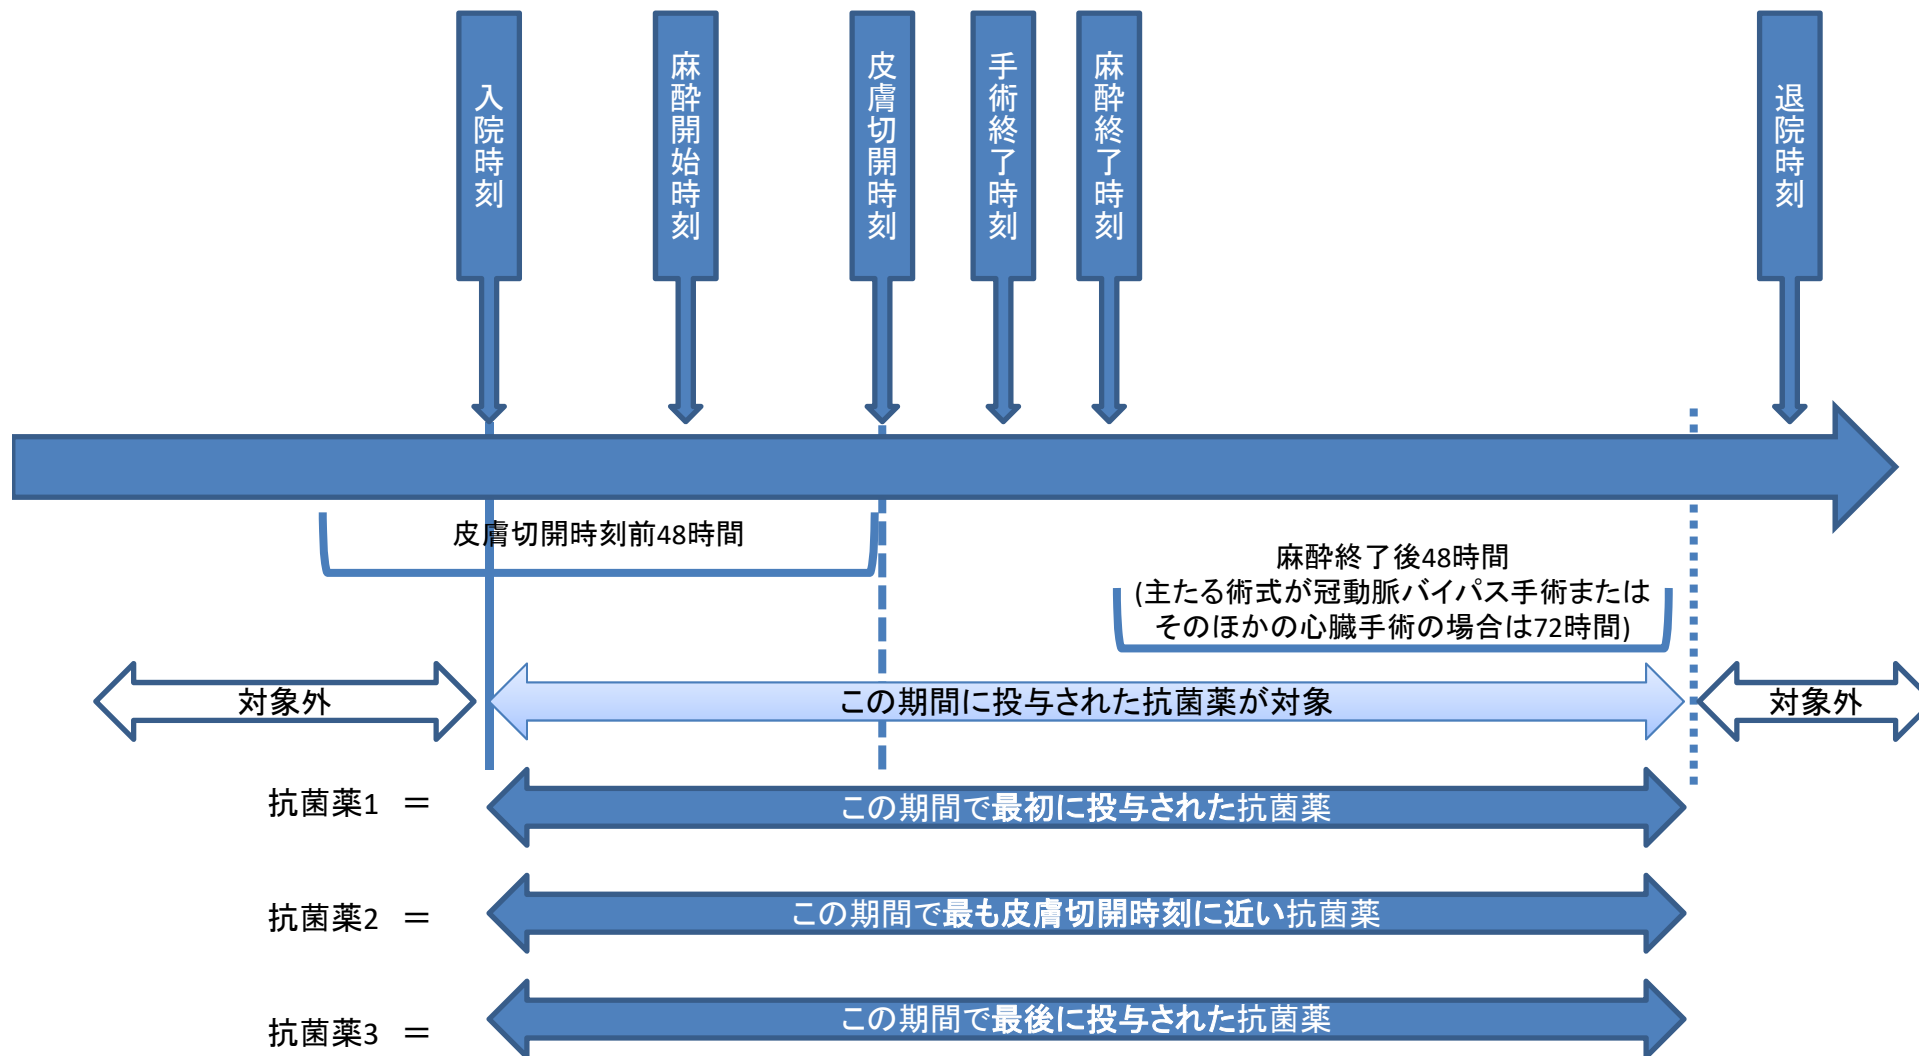 入院時刻
麻酔開始時刻
皮膚切開時刻
手術終了時刻
麻酔終了時刻
退院時刻
皮膚切開時刻前48時間
麻酔終了後48時間
(主たる術式が冠動脈バイパス手術または
そのほかの心臓手術の場合は72時間)
対象外
この期間に投与された抗菌薬が対象
対象外
抗菌薬1 ＝
この期間で最初に投与された抗菌薬
抗菌薬2 ＝
この期間で最も皮膚切開時刻に近い抗菌薬
抗菌薬3 ＝
この期間で最後に投与された抗菌薬